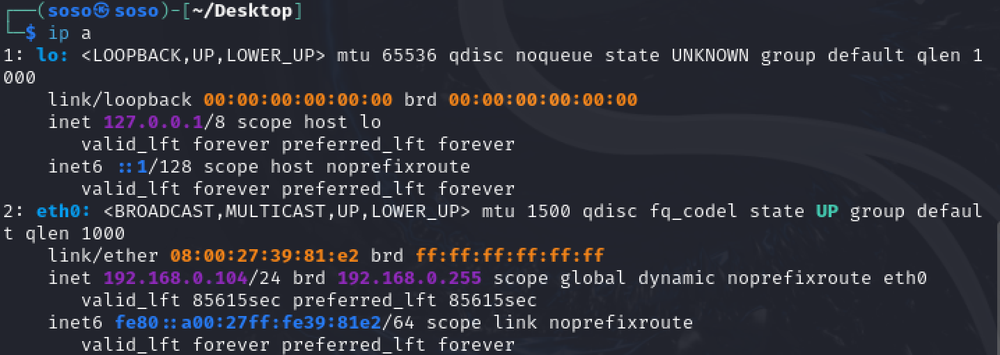 ┌──(soso㉿soso)-[~/Desktop]
└─$ ip a
1: lo: <LOOPBACK,UP,LOWER_UP> mtu 65536 qdisc noqueue state UNKNOWN group default qlen 1
000
    link/loopback 00:00:00:00:00:00 brd 00:00:00:00:00:00
    inet 127.0.0.1/8 scope host lo
       valid_lft forever preferred_lft forever
    inet6 ::1/128 scope host noprefixroute
       valid_lft forever preferred_lft forever
2: eth0: <BROADCAST,MULTICAST,UP,LOWER_UP> mtu 1500 qdisc fq_codel state UP group defaul
t qlen 1000
    link/ether 08:00:27:39:81:e2 brd ff:ff:ff:ff:ff:ff
    inet 192.168.0.104/24 brd 192.168.0.255 scope global dynamic noprefixroute eth0
       valid_lft 85615sec preferred_lft 85615sec
    inet6 fe80::a00:27ff:fe39:81e2/64 scope link noprefixroute
       valid_lft forever preferred_lft forever